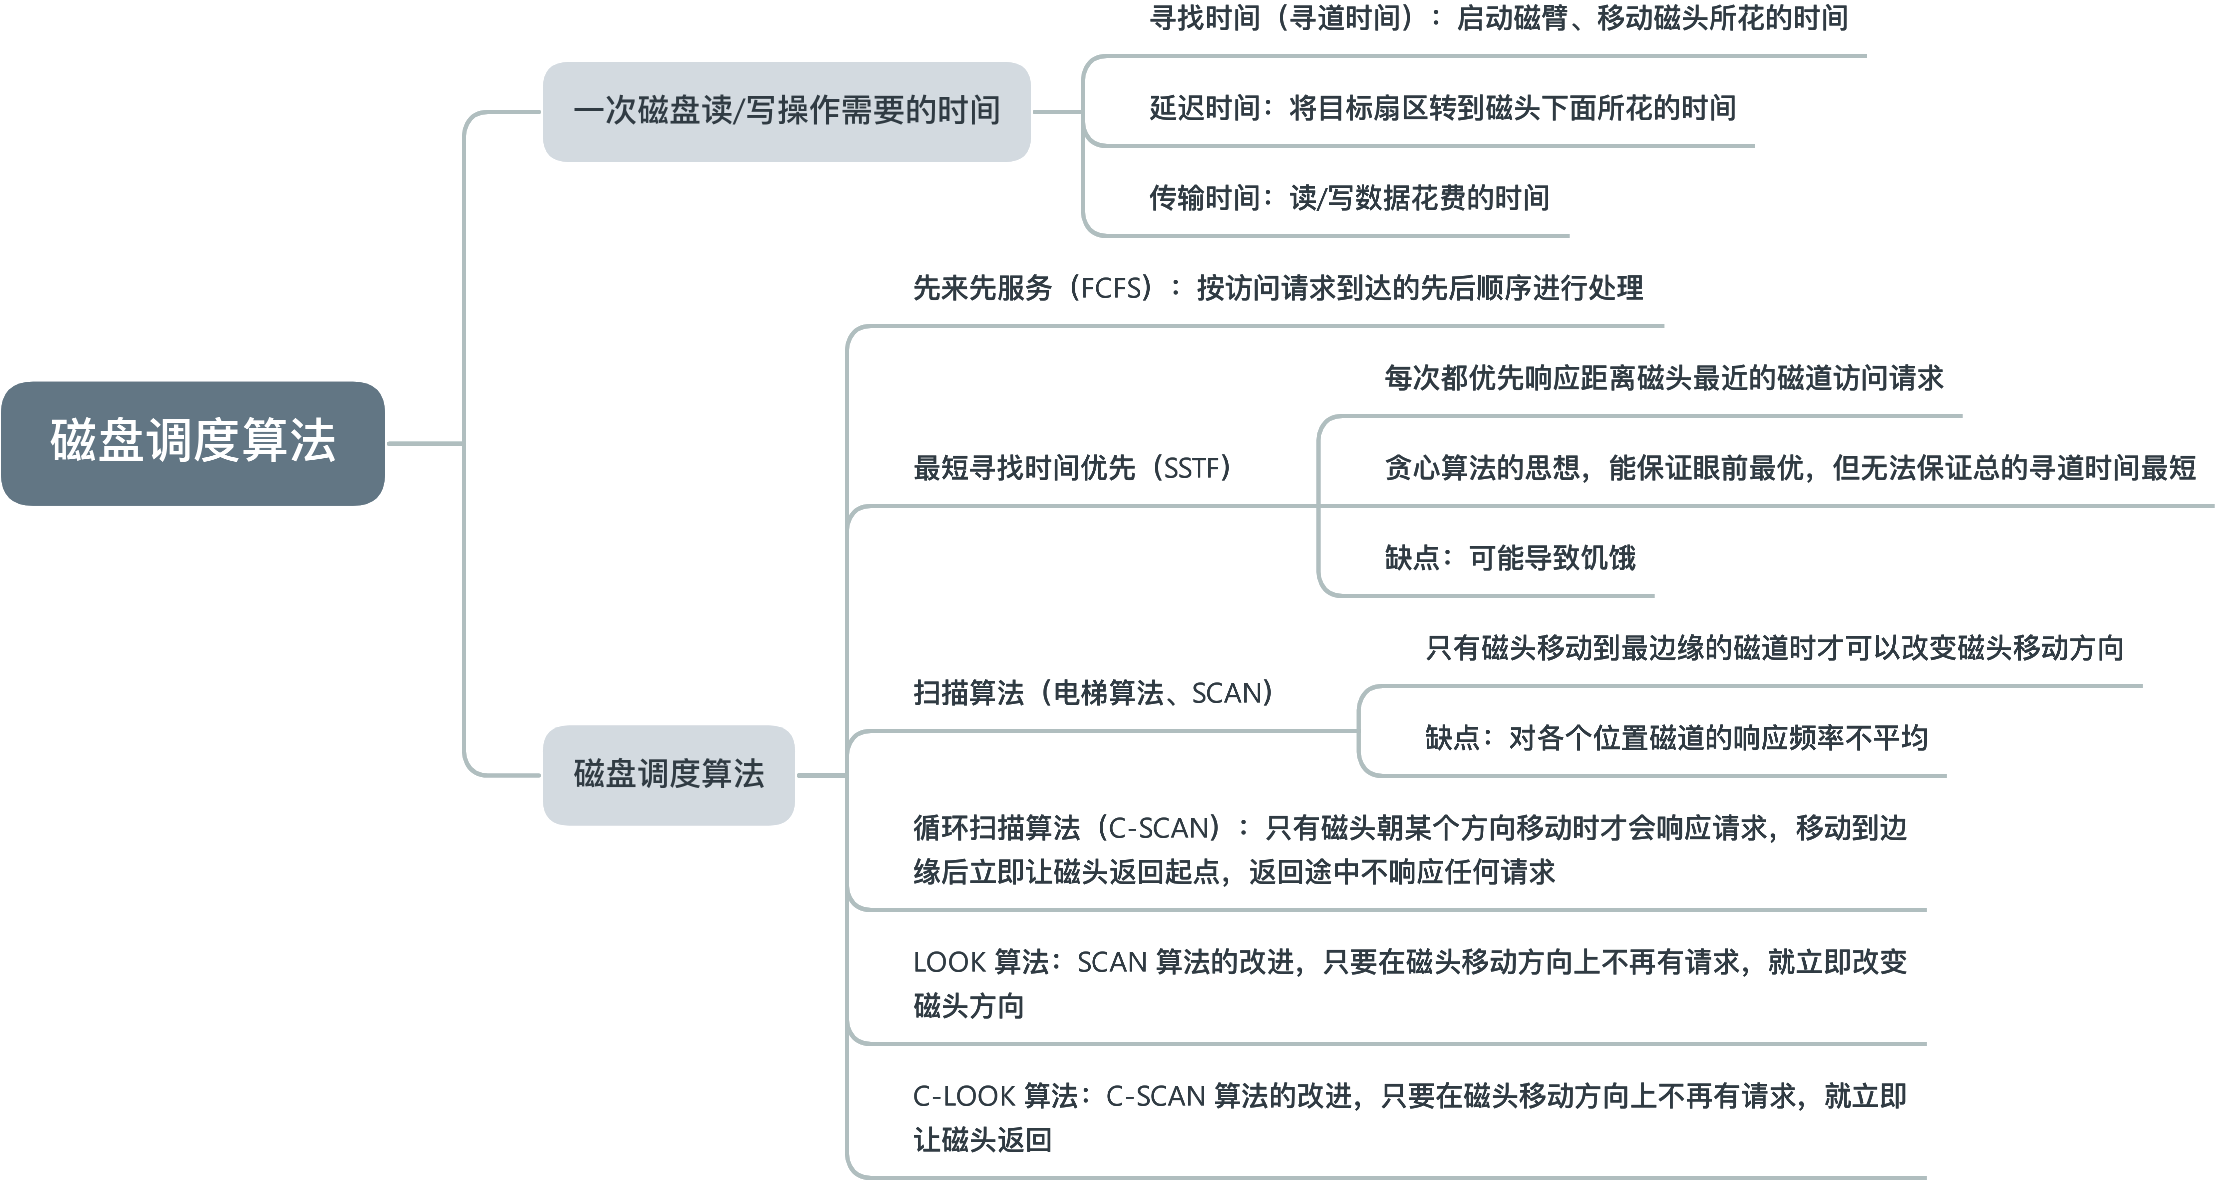 磁盘调度算法
一次磁盘读/写操作需要的时间
寻找时间（寻道时间）：启动磁臂、移动磁头所花的时间
延迟时间：将目标扇区转到磁头下面所花的时间
传输时间：读/写数据花费的时间
磁盘调度算法
先来先服务（FCFS）：按访问请求到达的先后顺序进行处理
最短寻找时间优先（SSTF）
每次都优先响应距离磁头最近的磁道访问请求
贪心算法的思想，能保证眼前最优，但无法保证总的寻道时间最短
缺点：可能导致饥饿
扫描算法（电梯算法、SCAN）
只有磁头移动到最边缘的磁道时才可以改变磁头移动方向
缺点：对各个位置磁道的响应频率不平均
循环扫描算法（C-SCAN）：只有磁头朝某个方向移动时才会响应请求，移动到边
缘后立即让磁头返回起点，返回途中不响应任何请求
LOOK 算法：SCAN 算法的改进，只要在磁头移动方向上不再有请求，就立即改变
磁头方向
C-LOOK 算法：C-SCAN 算法的改进，只要在磁头移动方向上不再有请求，就立即
让磁头返回